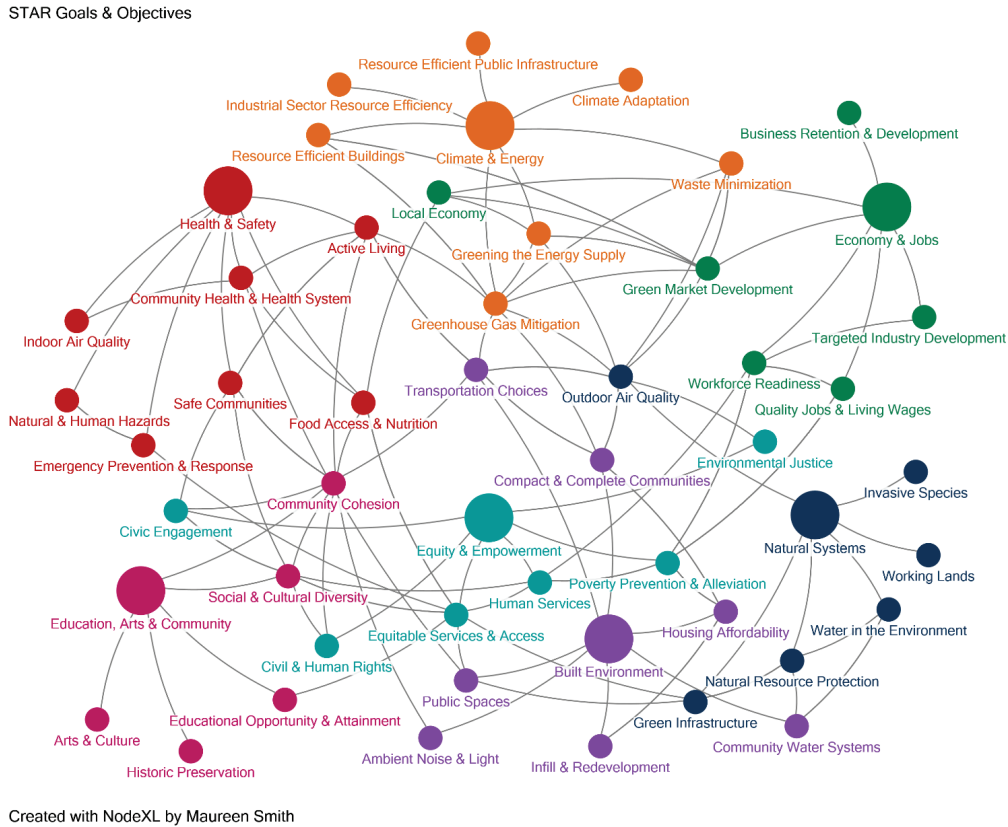 STAR Goals & Objectives
Resource Efficient Public Infrastructure
Climate Adaptation
Industrial Sector Resource Efficiency
Business Retention & Development
Resource Efficient Buildings
Climate & Energy
Waste Minimization
Local Economy
Health & Safety
Economy & Jobs
Active Living
Greening the Energy Supply
Green Market Development
Community Health & Health System
Greenhouse Gas Mitigation
Indoor Air Quality
Targeted Industry Development
Transportation Choices
Outdoor Air Quality
Workforce Readiness
Safe Communities
Quality Jobs & Living Wages
Natural & Human Hazards
Food Access & Nutrition
Emergency Prevention & Response
Environmental Justice
Compact & Complete Communities
Invasive Species
Community Cohesion
Civic Engagement
Equity & Empowerment
Natural Systems
Working Lands
Poverty Prevention & Alleviation
Social & Cultural Diversity
Human Services
Education, Arts & Community
Equitable Services & Access
Housing Affordability
Water in the Environment
Civil & Human Rights
Built Environment
Natural Resource Protection
Public Spaces
Educational Opportunity & Attainment
Green Infrastructure
Arts & Culture
Community Water Systems
Ambient Noise & Light
Infill & Redevelopment
Historic Preservation
Created with NodeXL by Maureen Smith